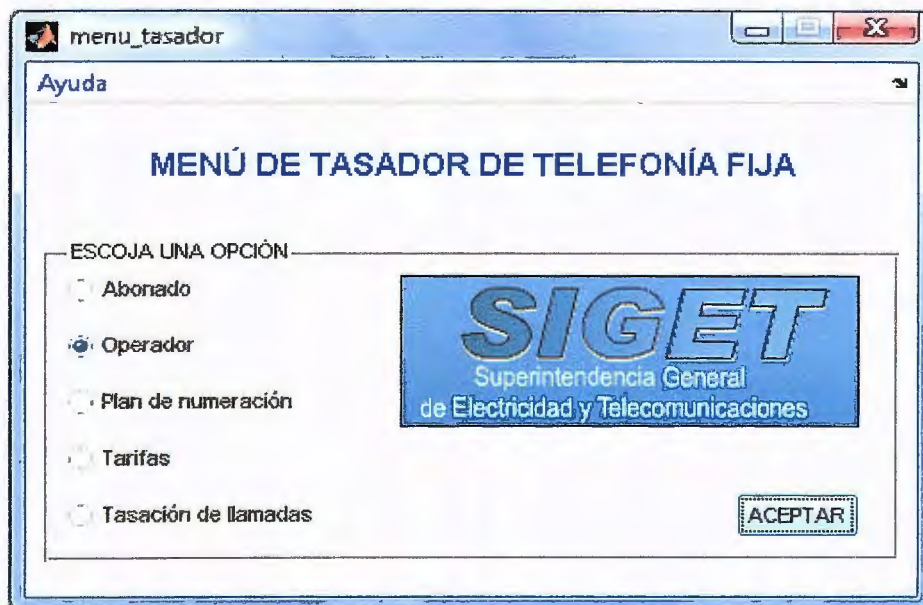 menu_tasador
Ayuda
MENÚ DE TASADOR DE TELEFONÍA FIJA
ESCOJA UNA OPCIÓN
Abonado
Operador
Plan de numeración
Tarifas
Tasación de llamadas
SIGET
Superintendencia General
de Electricidad y Telecomunicaciones
ACEPTAR